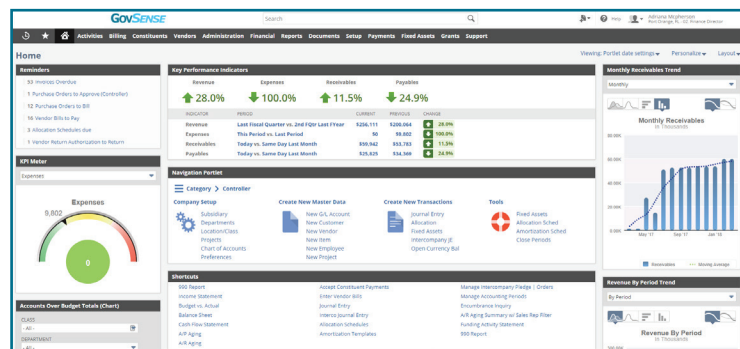 GOVSENSE
Search
Help
Adriana Mcpherson
Port Orange, FL - CC Finance Director
Activities Billing Constituents Vendors Administration Financial Reports Documents Setup Payments Fixed Assets Grants Support
Home
Viewing: Portlet date settings
Personalize
Layout
Reminders
53 Invoices Overdue
1 Purchase Orders to Approve (Controller)
12 Purchase Orders to Bill
18 Vendor Bills to Pay
3 Allocation Schedules due
1 Vendor Return Authorization to Return
KPI Meter
Expenses
Expenses
9,802
0
Accounts Over Budget Totals (Chart)
CLASS
- All -
DEPARTMENT
- All -
Key Performance Indicators
Revenue Expenses Receivables Payables
28.0% 100.0% 11.5% 24.9%
INDICATOR PERIOD CURRENT PREVIOUS CHANGE
Revenue Last Fiscal Quarter vs. 2nd FQtr Last FYear $256,111 $200,064 28.0%
Expenses This Period vs. Last Period $0 $9,802 100.0%
Receivables Today vs. Same Day Last Month $59,942 $53,783 11.5%
Payables Today vs. Same Day Last Month $25,825 $34,369 24.9%
Navigation Portlet
Category > Controller
Company Setup
Subsidiary
Departments
Location/Class
Projects
Chart of Accounts
Preferences
Create New Master Data
New G/L Account
New Customer
New Vendor
New Item
New Employee
New Project
Create New Transactions
Journal Entry
Allocation
Fixed Assets
Intercompany JE
Open Currency Bal
Tools
Fixed Assets
Allocation Sched
Amortization Sched
Close Periods
Shortcuts
990 Report
Income Statement
Budget vs. Actual
Balance Sheet
Cash Flow Statement
A/P Aging
A/R Aging
Accept Constituent Payments
Enter Vendor Bills
Journal Entry
Interco Journal Entry
Allocation Schedules
Amortization Templates
Manage Intercompany Pledge | Orders
Manage Accounting Periods
Encumbrance Inquiry
A/R Aging Summary w/ Sales Rep Filter
Funding Activity Statement
990 Report
Monthly Receivables Trend
Monthly
Monthly Receivables
In Thousands
80.00K
60.00K
40.00K
20.00K
0.00K
May '17 Sep '17 Jan '18
Receivables Moving Average
Revenue By Period Trend
By Period
Revenue By Period
In Thousands